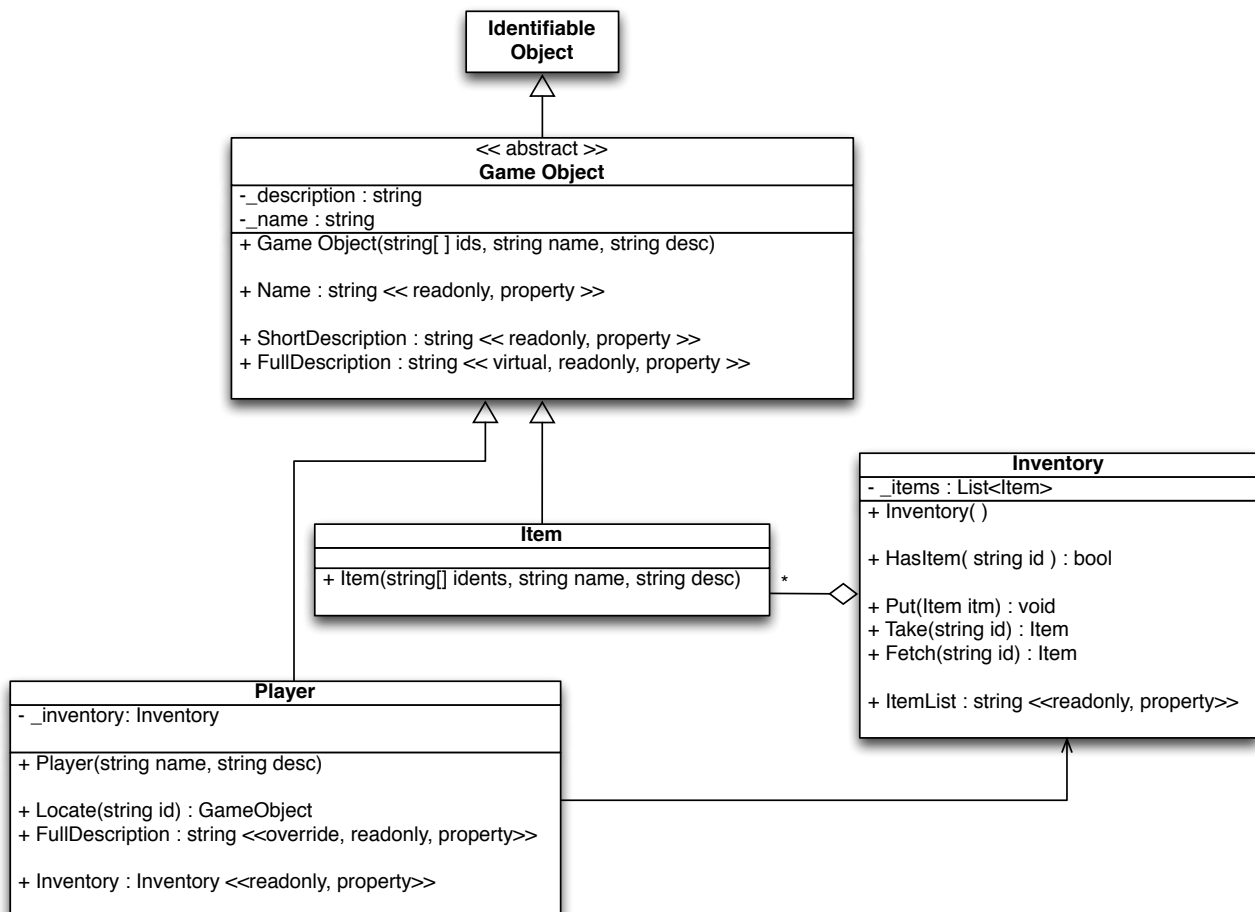 Identifiable
Object
<< abstract >>
Game Object
-_description : string
-_name : string
+ Game Object(string[ ] ids, string name, string desc)
+ Name : string << readonly, property >>
+ ShortDescription : string << readonly, property >>
+ FullDescription : string << virtual, readonly, property >>
Inventory
- _items : List<Item>
+ Inventory( )
+ HasItem( string id ) : bool
+ Put(Item itm) : void
+ Take(string id) : Item
+ Fetch(string id) : Item
+ ItemList : string <<readonly, property>>
Item
+ Item(string[] idents, string name, string desc)
*
Player
- _inventory: Inventory
+ Player(string name, string desc)
+ Locate(string id) : GameObject
+ FullDescription : string <<override, readonly, property>>
+ Inventory : Inventory <<readonly, property>>